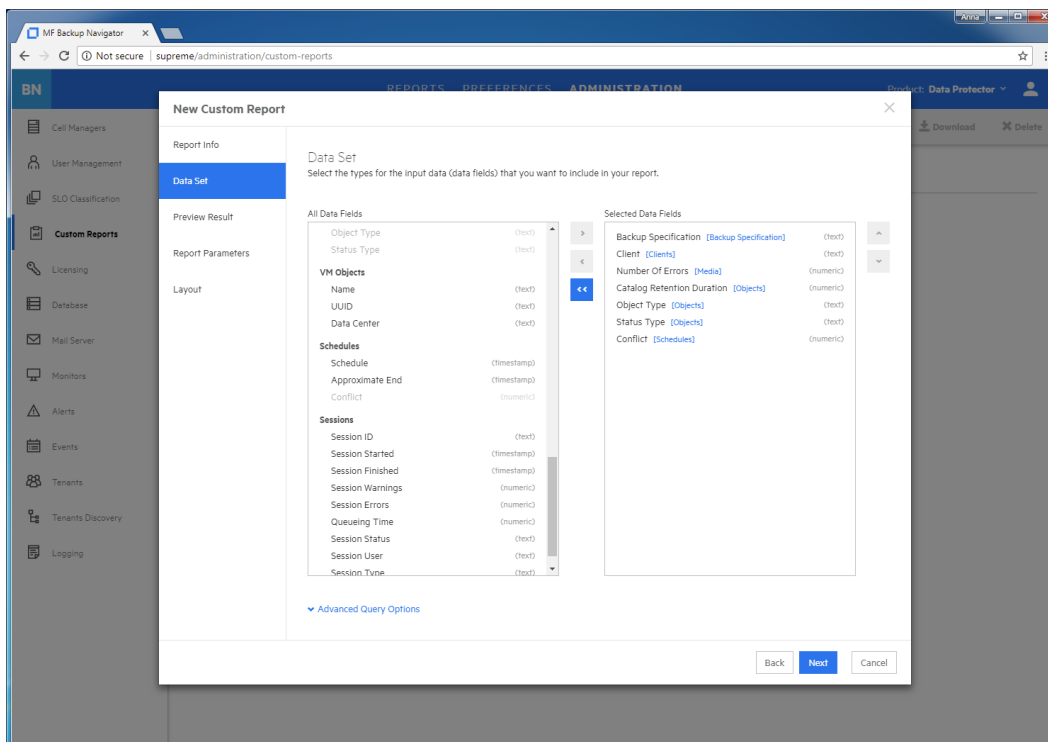 Anna
MF Backup Navigator
Not secure supreme/administration/custom-reports
BN REPORTS PREFERENCES ADMINISTRATION Product: Data Protector
Download Delete
Cell Managers
User Management
SLO Classification
Custom Reports
Licensing
Database
Mail Server
Monitors
Alerts
Events
Tenants
Tenants Discovery
Logging
New Custom Report
Report Info
Data Set
Preview Result
Report Parameters
Layout
Data Set
Select the types for the input data (data fields) that you want to include in your report.
All Data Fields
Object Type (text)
Status Type (text)
VM Objects
Name (text)
UUID (text)
Data Center (text)
Schedules
Schedule (timestamp)
Approximate End (timestamp)
Conflict (numeric)
Sessions
Session ID (text)
Session Started (timestamp)
Session Finished (timestamp)
Session Warnings (numeric)
Session Errors (numeric)
Queueing Time (numeric)
Session Status (text)
Session User (text)
Session Type (text)
Selected Data Fields
Backup Specification [Backup Specification] (text)
Client [Clients] (text)
Number Of Errors [Media] (numeric)
Catalog Retention Duration [Objects] (numeric)
Object Type [Objects] (text)
Status Type [Objects] (text)
Conflict [Schedules] (numeric)
Advanced Query Options
Back Next Cancel